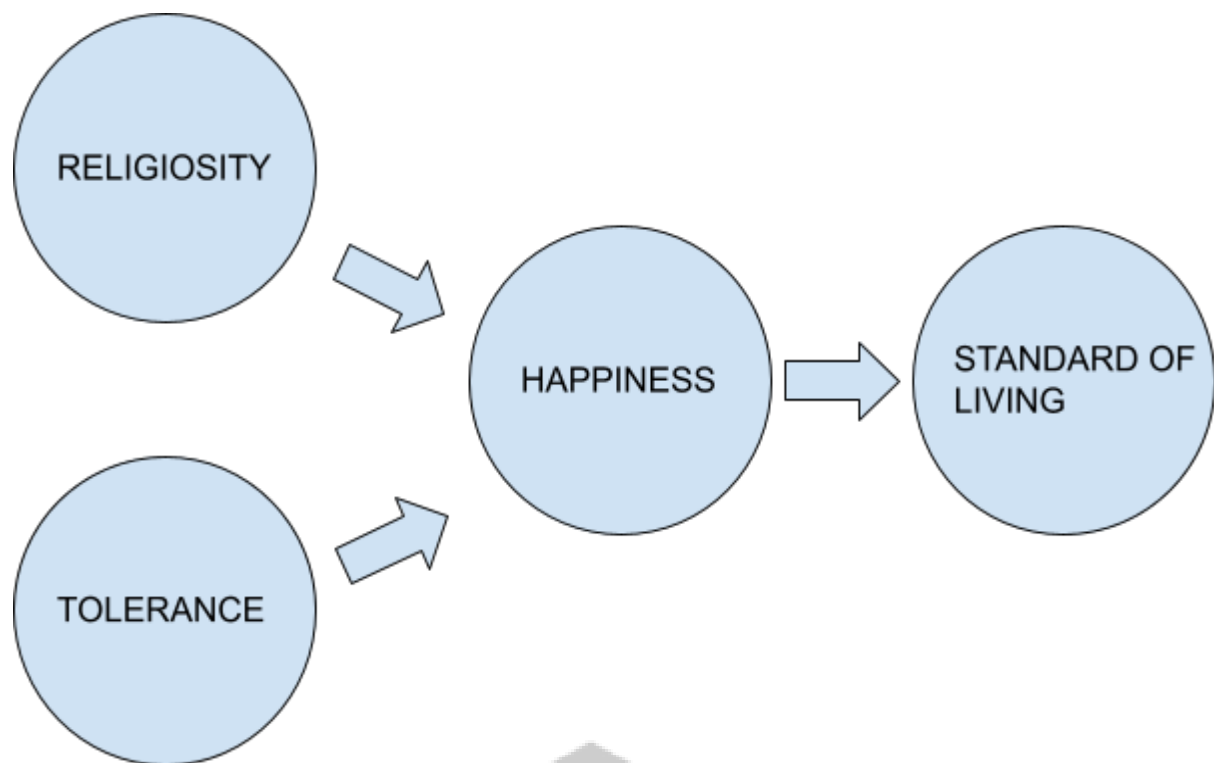 RELIGIOSITY
HAPPINESS
STANDARD OF
LIVING
TOLERANCE